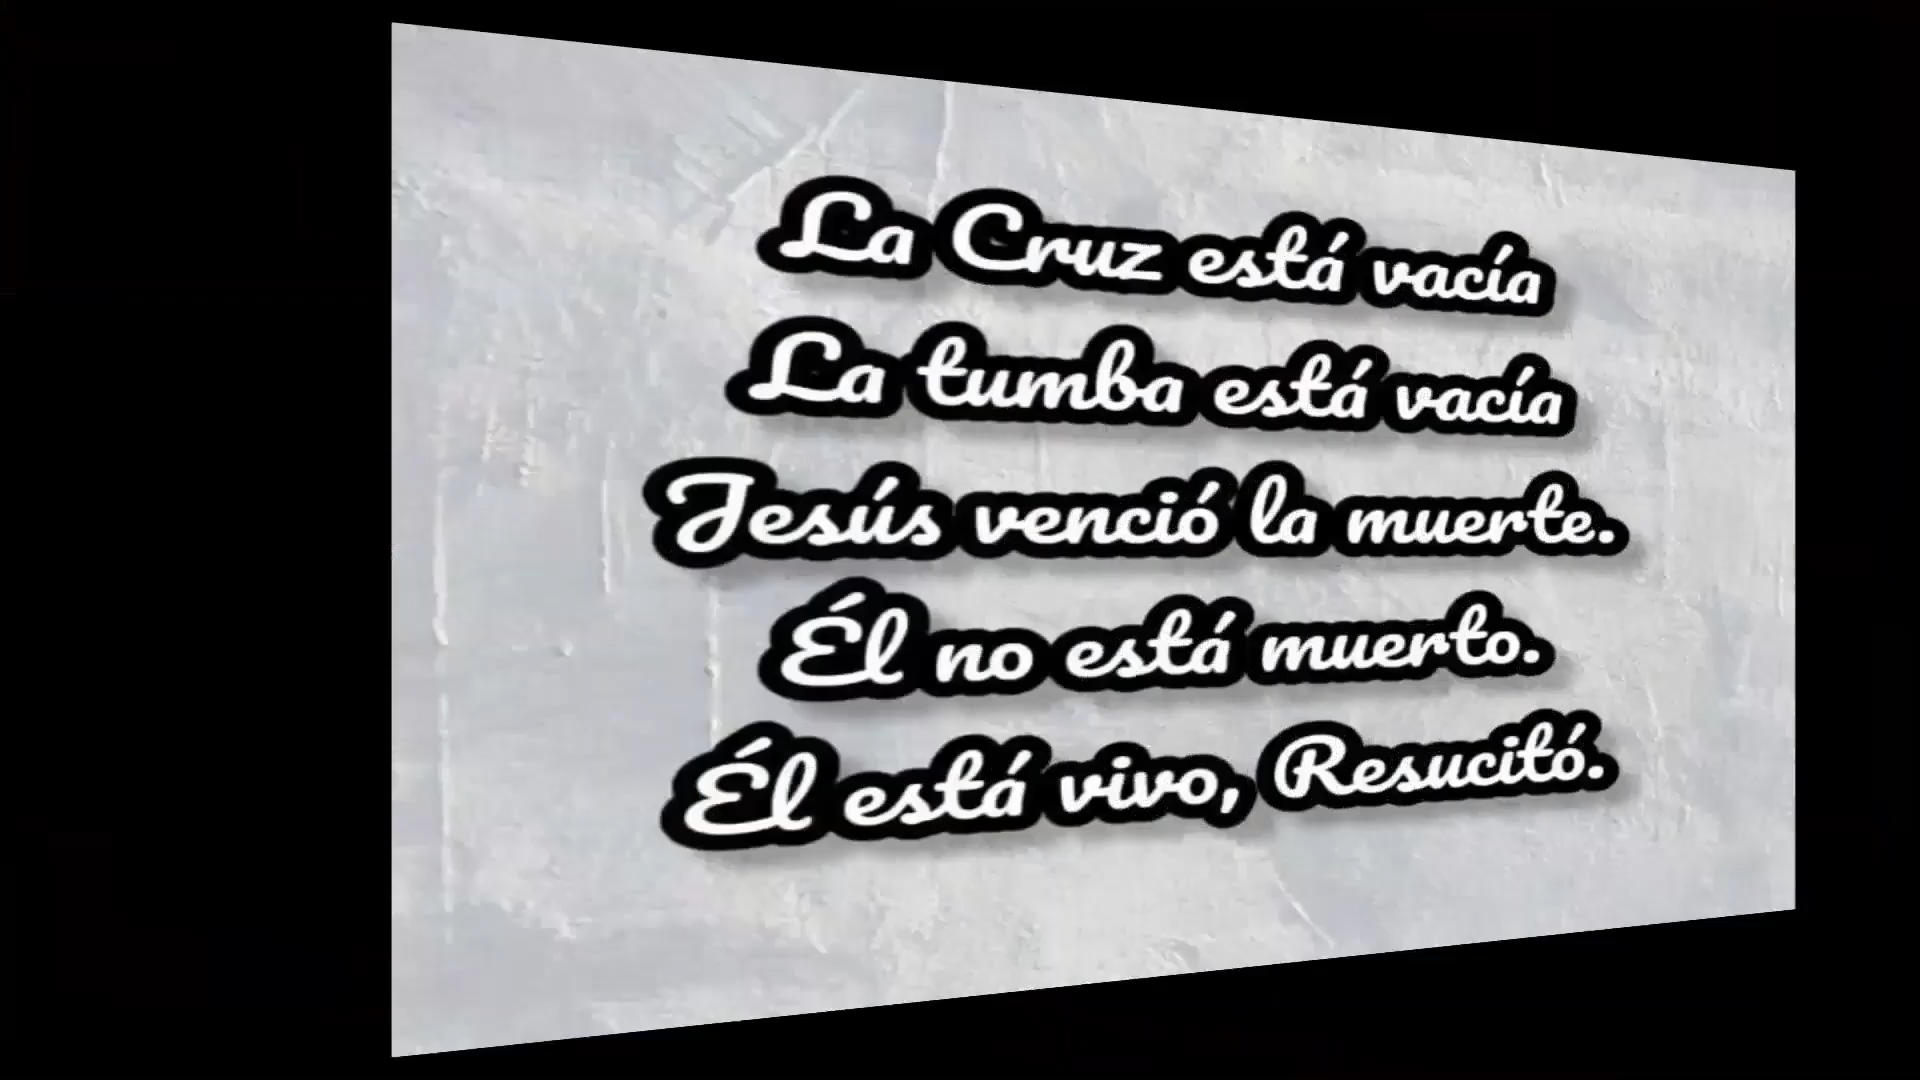 La Cruz está vacía
La tumba está vacía
Jesús venció la muerte.
Él no está muerto.
Él está vivo, Resucitó.